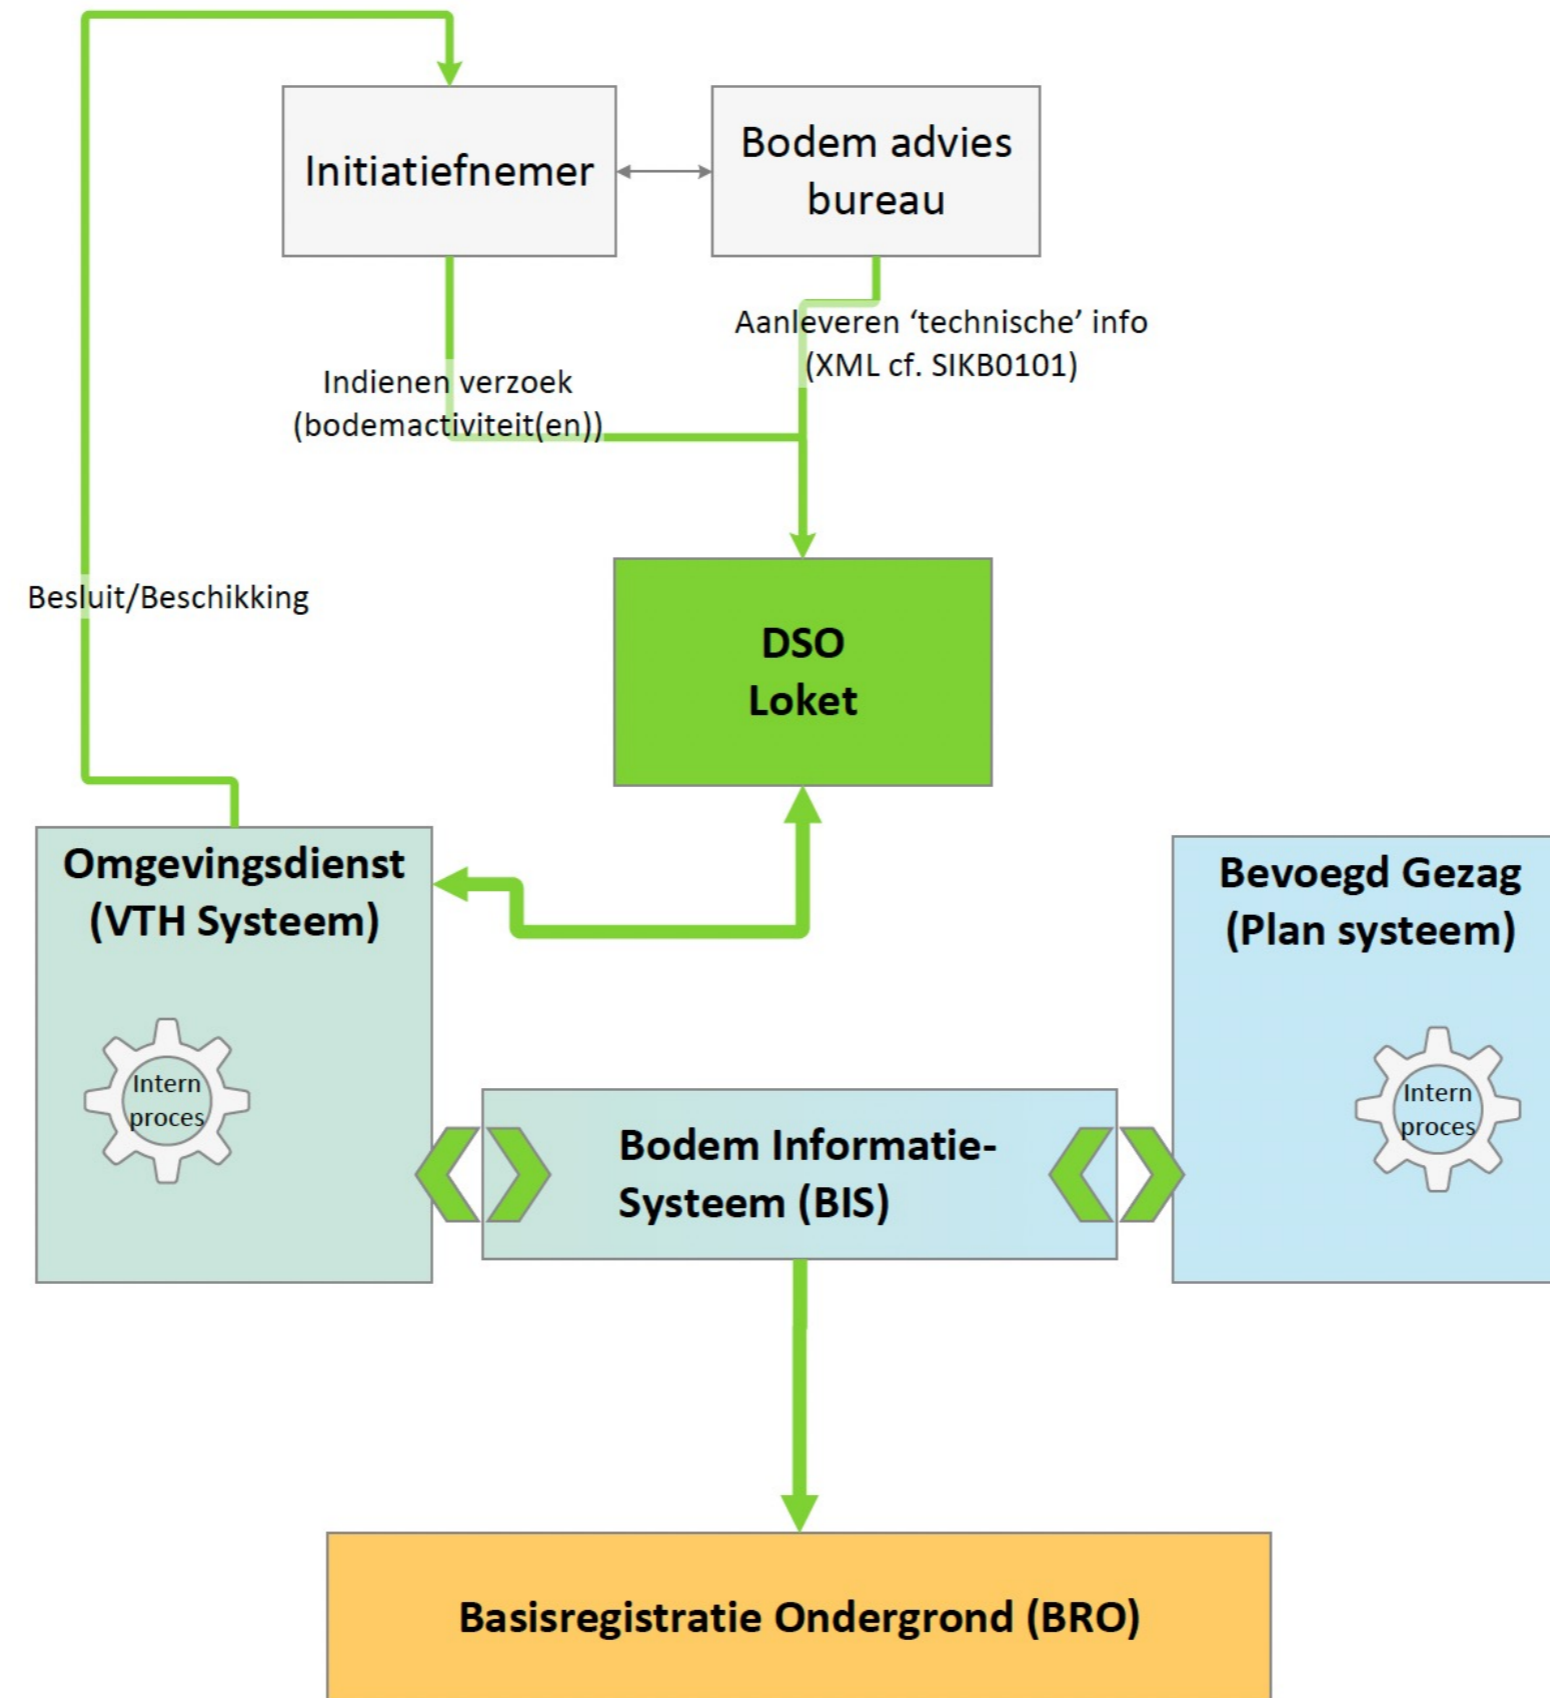 Initiatiefnemer
Bodem advies
bureau
Aanleveren ‘technische’ info
(XML cf. SIKB0101)
Indienen verzoek
(bodemactiviteit(en))
Besluit/Beschikking
DSO
Loket
Omgevingsdienst
(VTH Systeem)
Bevoegd Gezag
(Plan systeem)
Intern
proces
Intern
proces
Bodem Informatie-
Systeem (BIS)
Basisregistratie Ondergrond (BRO)